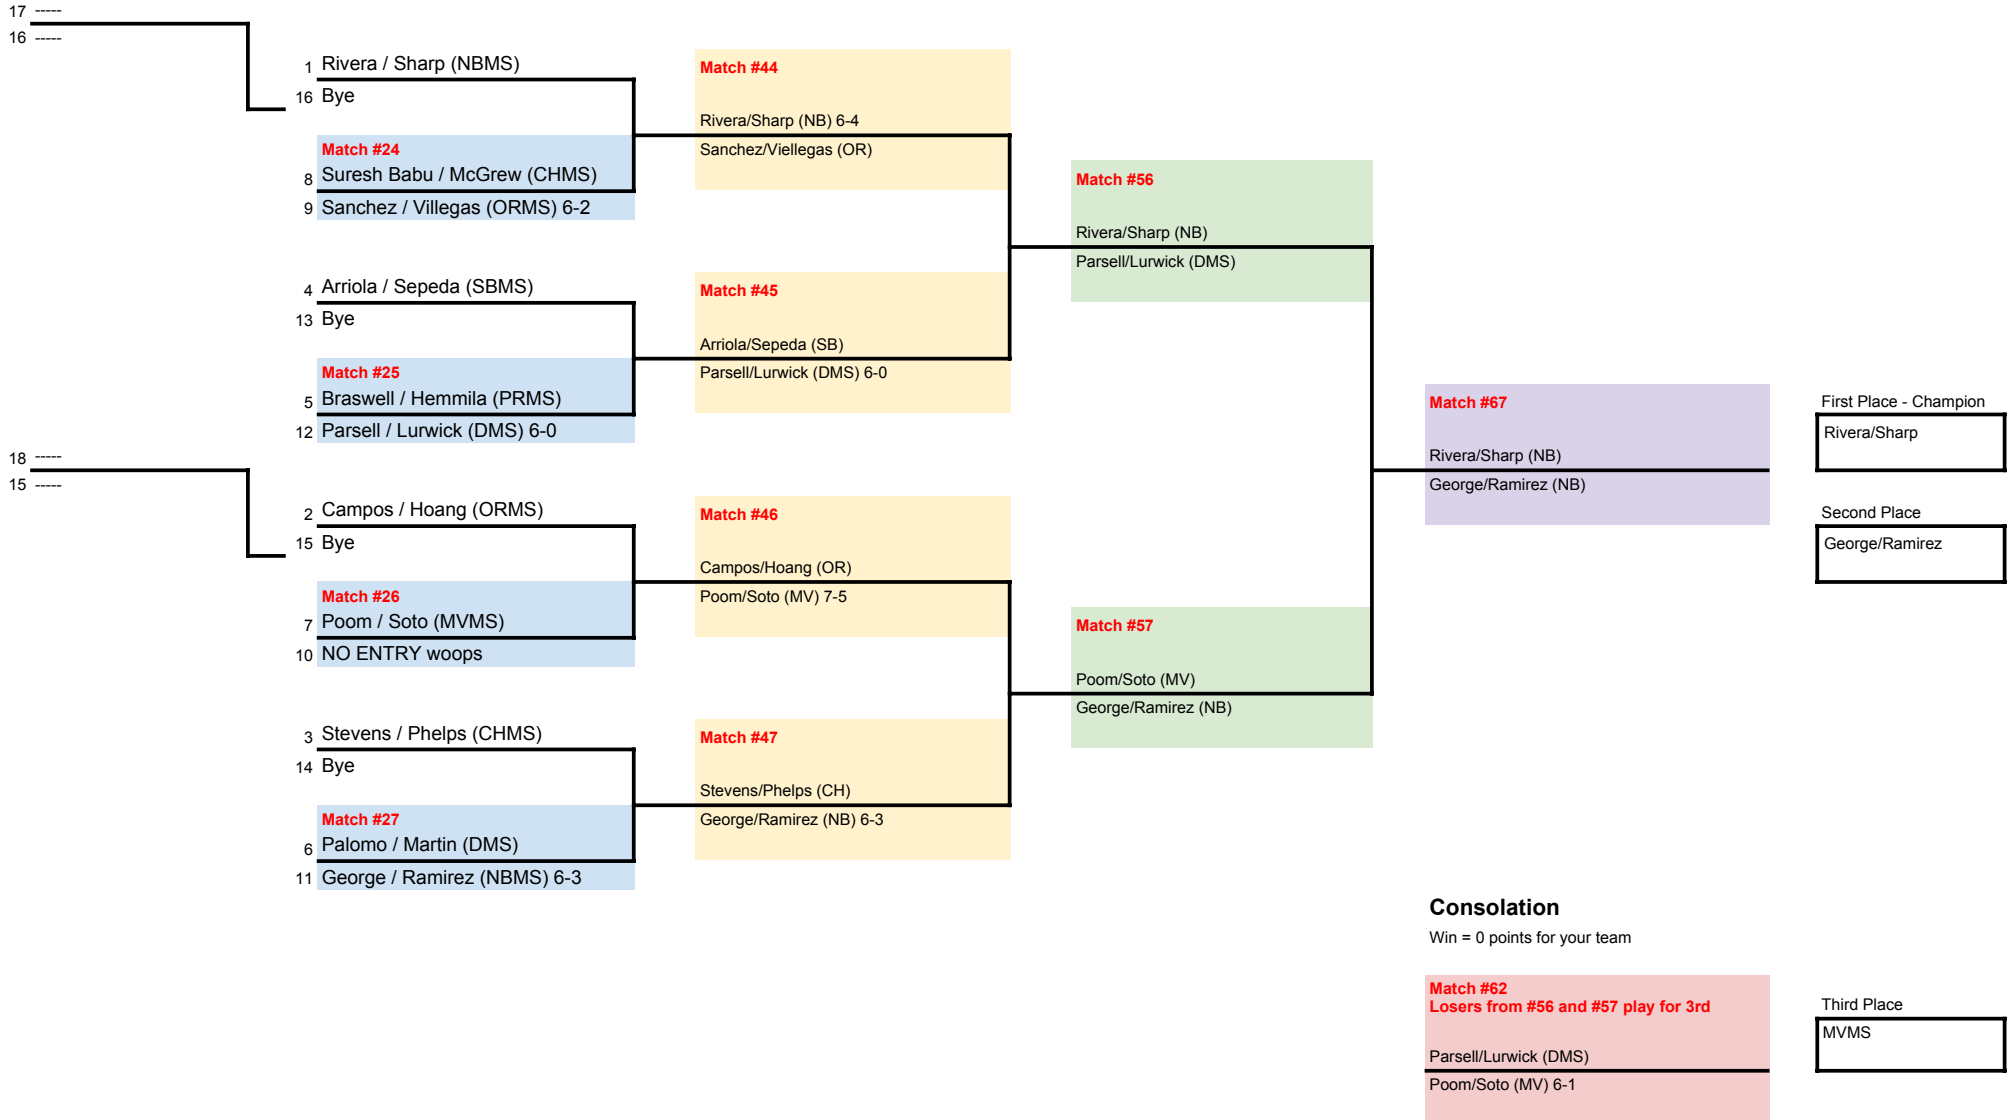 17 -----
16 -----
1 Rivera / Sharp (NBMS)
16 Bye
Match #24
8 Suresh Babu / McGrew (CHMS)
9 Sanchez / Villegas (ORMS) 6-2
4 Arriola / Sepeda (SBMS)
13 Bye
Match #25
5 Braswell / Hemmila (PRMS)
12 Parsell / Lurwick (DMS) 6-0
18 -----
15 -----
2 Campos / Hoang (ORMS)
15 Bye
Match #26
7 Poom / Soto (MVMS)
10 NO ENTRY woops
3 Stevens / Phelps (CHMS)
14 Bye
Match #27
6 Palomo / Martin (DMS)
11 George / Ramirez (NBMS) 6-3
Match #44
Rivera/Sharp (NB) 6-4
Sanchez/Viellegas (OR)
Match #45
Arriola/Sepeda (SB)
Parsell/Lurwick (DMS) 6-0
Match #46
Campos/Hoang (OR)
Poom/Soto (MV) 7-5
Match #47
Stevens/Phelps (CH)
George/Ramirez (NB) 6-3
Match #56
Rivera/Sharp (NB)
Parsell/Lurwick (DMS)
Match #57
Poom/Soto (MV)
George/Ramirez (NB)
Match #67
Rivera/Sharp (NB)
George/Ramirez (NB)
First Place - Champion
Rivera/Sharp
Second Place
George/Ramirez
Consolation
Win = 0 points for your team
Match #62
Losers from #56 and #57 play for 3rd
Parsell/Lurwick (DMS)
Poom/Soto (MV) 6-1
Third Place
MVMS